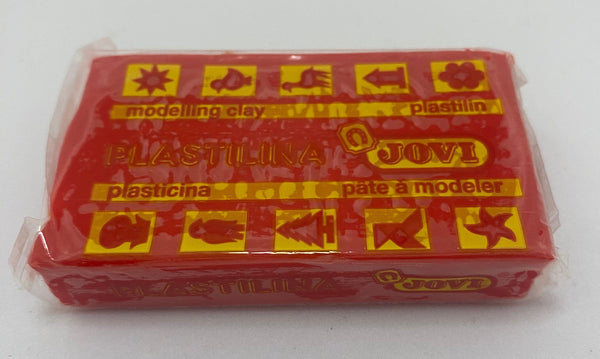 modelling clay plastilin
PLASTILINA JOVI
plasticina pâte à modeler
PLASTILINA JOVI